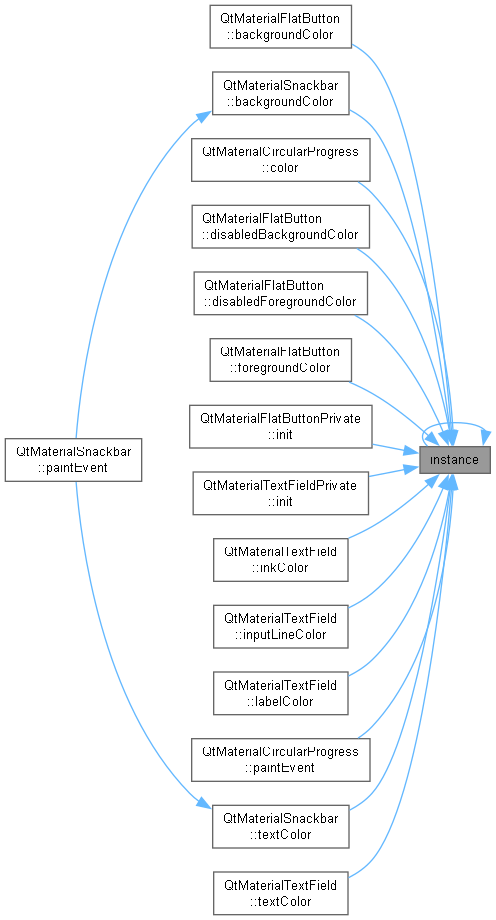 QtMaterialFlatButton
::backgroundColor
QtMaterialSnackbar
::backgroundColor
QtMaterialCircularProgress
::color
QtMaterialFlatButton
::disabledBackgroundColor
QtMaterialFlatButton
::disabledForegroundColor
QtMaterialFlatButton
::foregroundColor
QtMaterialFlatButtonPrivate
::init
QtMaterialSnackbar
::paintEvent
instance
QtMaterialTextFieldPrivate
::init
QtMaterialTextField
::inkColor
QtMaterialTextField
::inputLineColor
QtMaterialTextField
::labelColor
QtMaterialCircularProgress
::paintEvent
QtMaterialSnackbar
::textColor
QtMaterialTextField
::textColor